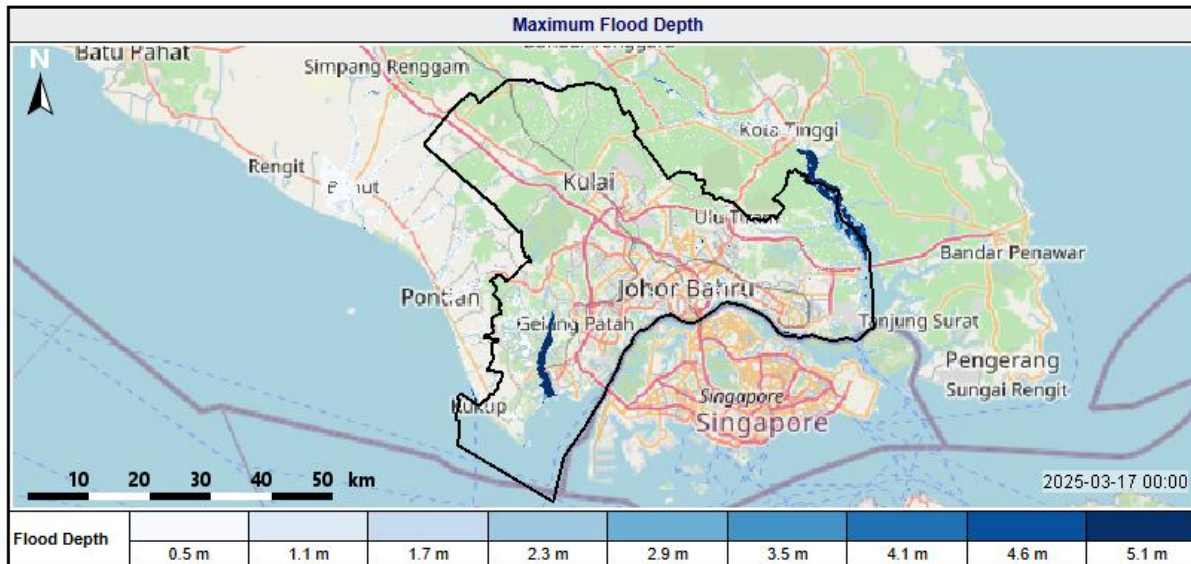 Maximum Flood Depth
N
Batu Pahat
Simpang Renggam
Kota Tinggi
Rengit
Kulai
Ulu Tiram
Bandar Penawar
Pontian
Johor Bahru
Gelang Patah
Tanjung Surat
Pengerang
Kukup
Singapore
Sungai Rengit
Singapore
10 20 30 40 50 km
2025-03-17 00:00
Flood Depth 0.5 m 1.1 m 1.7 m 2.3 m 2.9 m 3.5 m 4.1 m 4.6 m 5.1 m